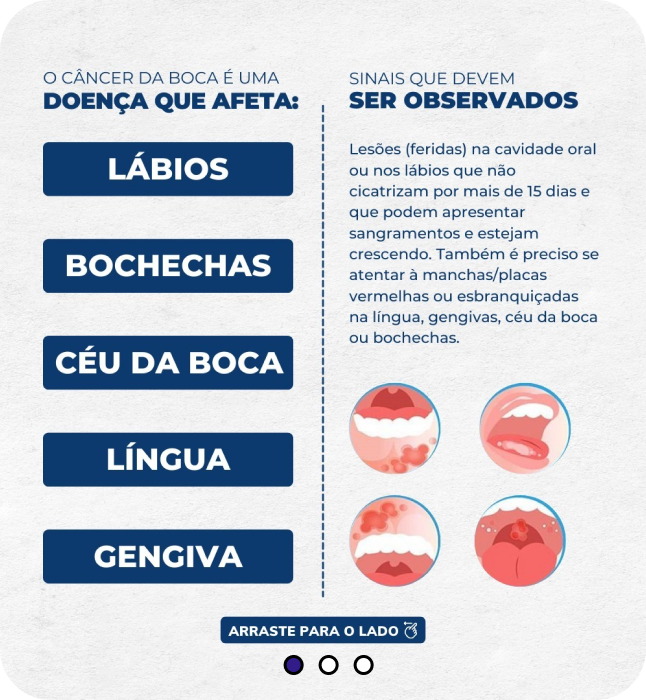 O CÂNCER DA BOCA É UMA
DOENÇA QUE AFETA:
LÁBIOS
BOCHECHAS
CÉU DA BOCA
LÍNGUA
GENGIVA
SINAIS QUE DEVEM
SER OBSERVADOS
Lesões (feridas) na cavidade oral
ou nos lábios que não
cicatrizam por mais de 15 dias e
que podem apresentar
sangramentos e estejam
crescendo. Também é preciso se
atentar à manchas/placas
vermelhas ou esbranquiçadas
na língua, gengivas, céu da boca
ou bochechas.
ARRASTE PARA O LADO